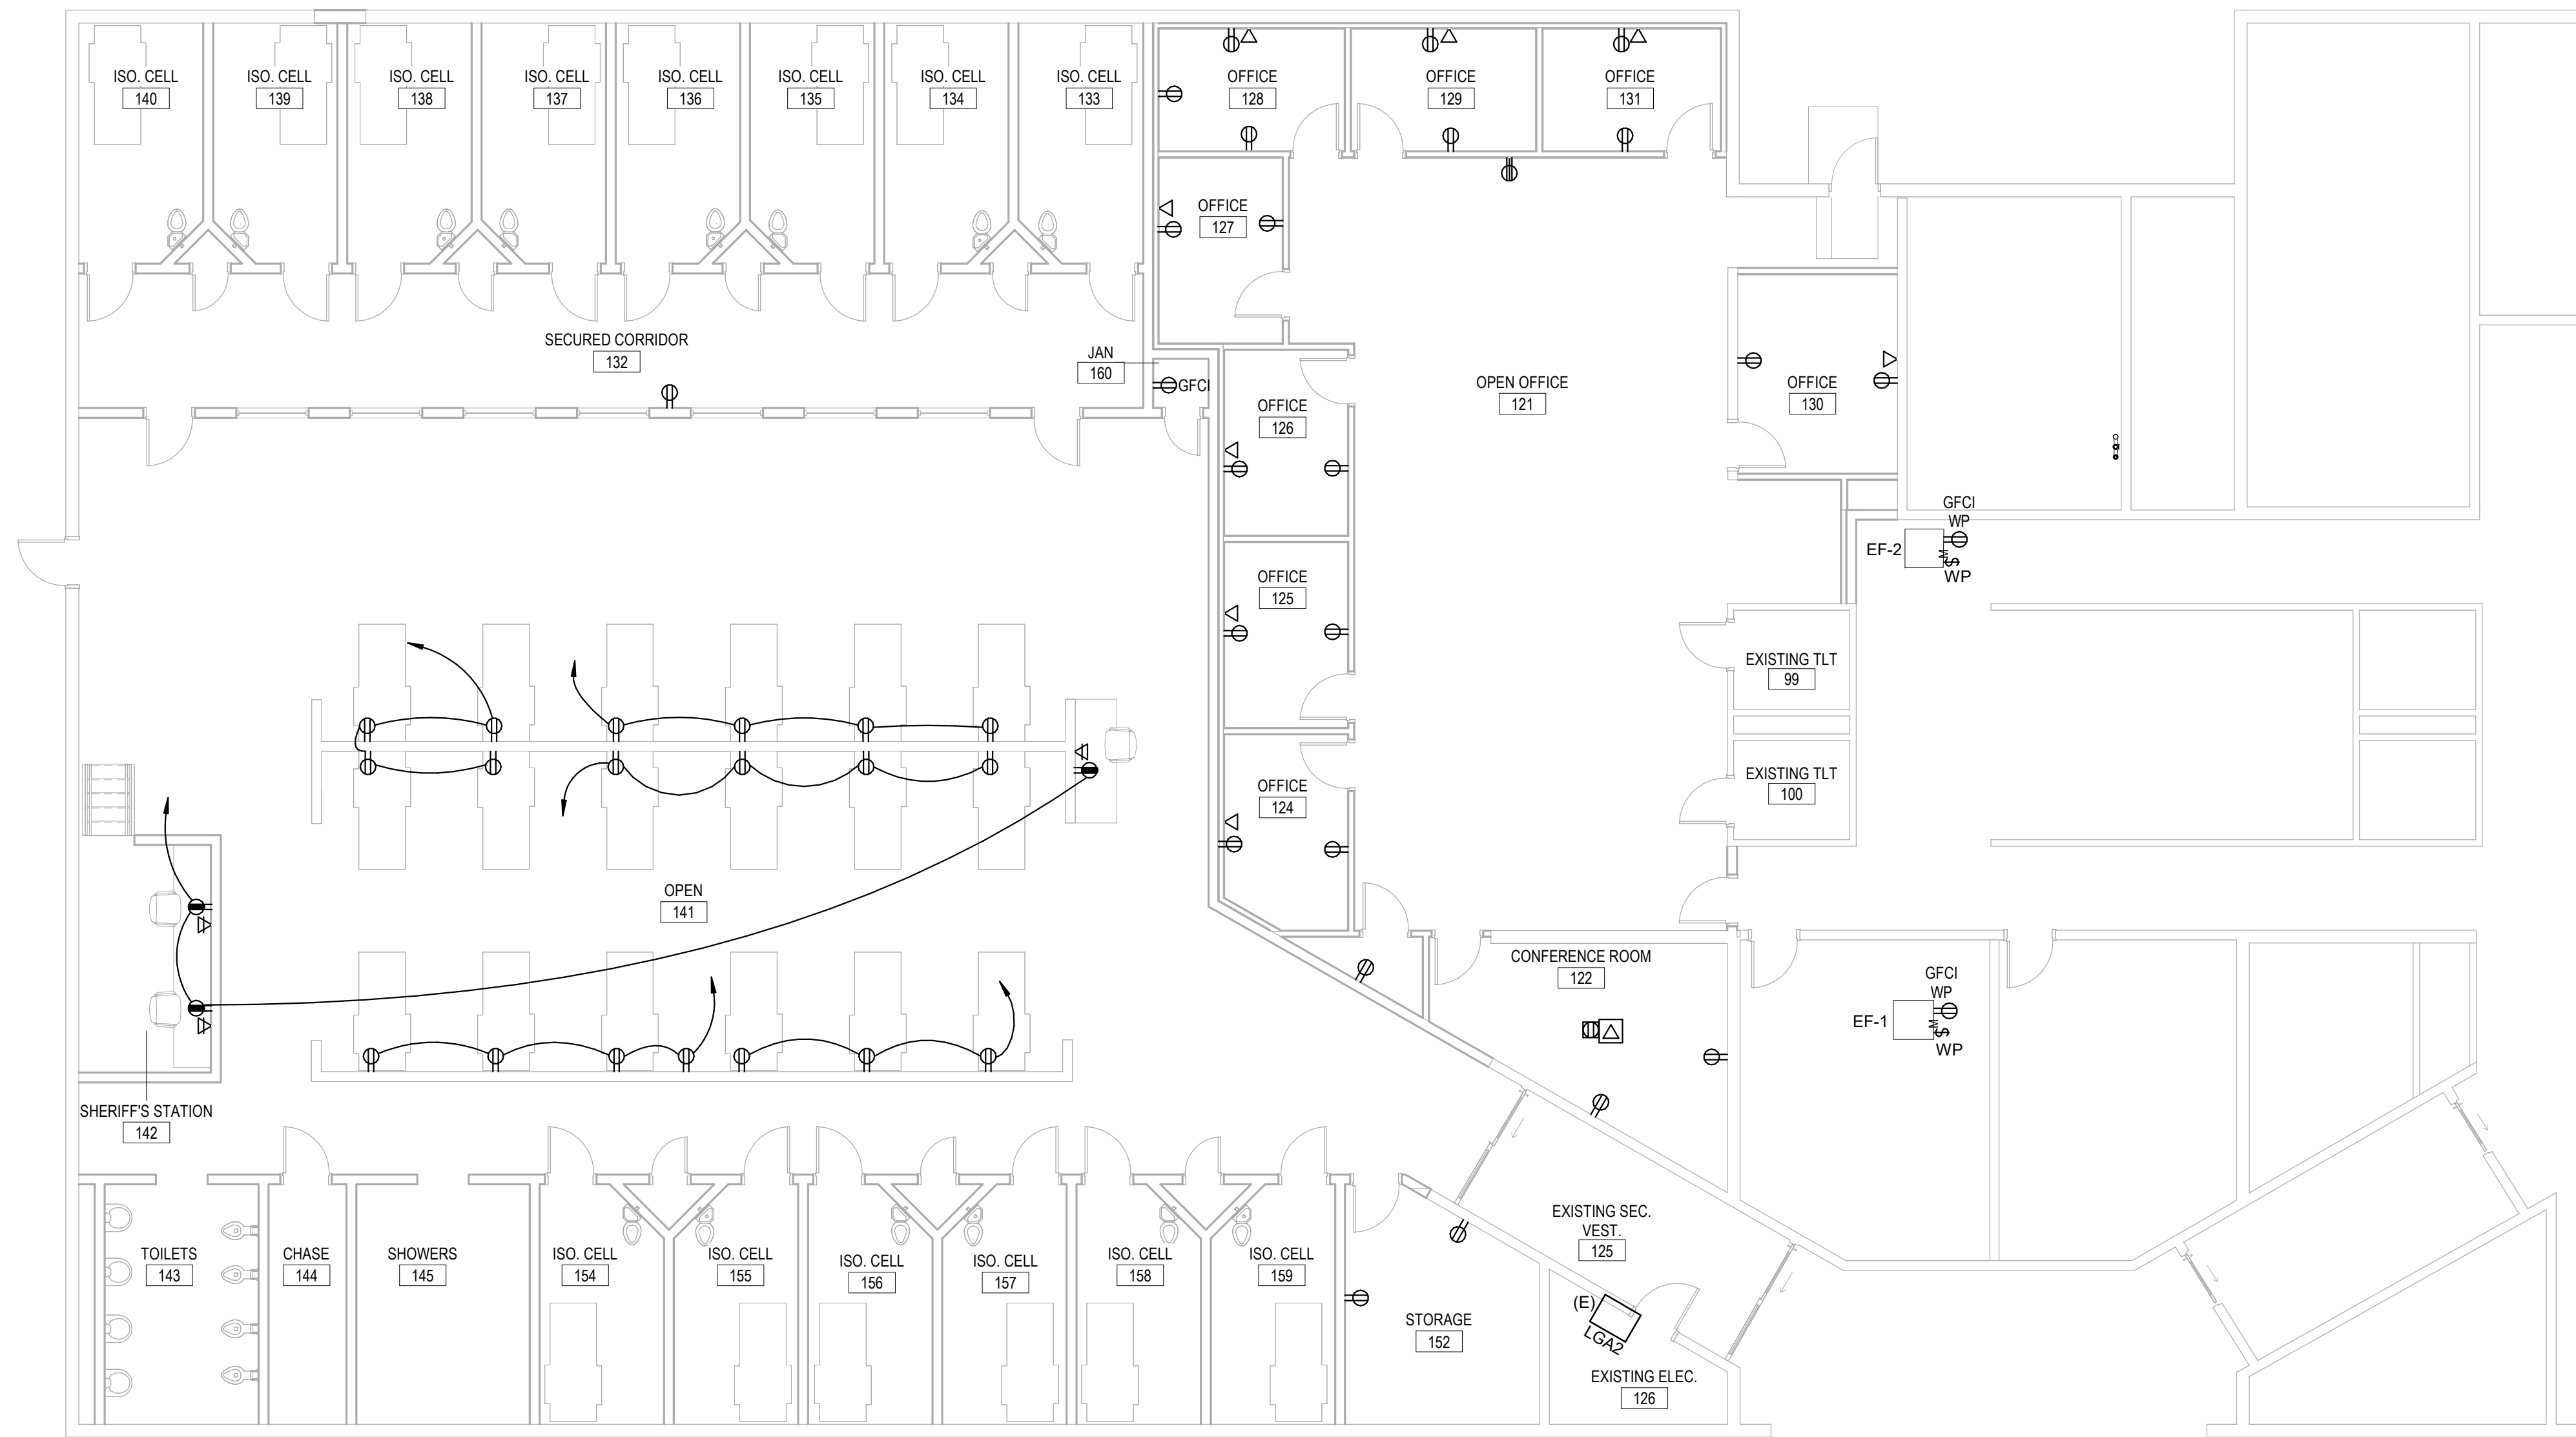 ISO. CELL
140
ISO. CELL
139
ISO. CELL
138
ISO. CELL
137
ISO. CELL
136
ISO. CELL
135
ISO. CELL
134
ISO. CELL
133
OFFICE
128
OFFICE
129
OFFICE
131
OFFICE
127
SECURED CORRIDOR
132
JAN
160
GFCI
OFFICE
126
OPEN OFFICE
121
OFFICE
130
GFCI
WP
EF-2
M
$
WP
OFFICE
125
EXISTING TLT
99
EXISTING TLT
100
OFFICE
124
OPEN
141
CONFERENCE ROOM
122
GFCI
WP
EF-1
M
$
WP
SHERIFF'S STATION
142
TOILETS
143
CHASE
144
SHOWERS
145
ISO. CELL
154
ISO. CELL
155
ISO. CELL
156
ISO. CELL
157
ISO. CELL
158
ISO. CELL
159
EXISTING SEC.
VEST.
125
STORAGE
152
(E)
LGA2
EXISTING ELEC.
126